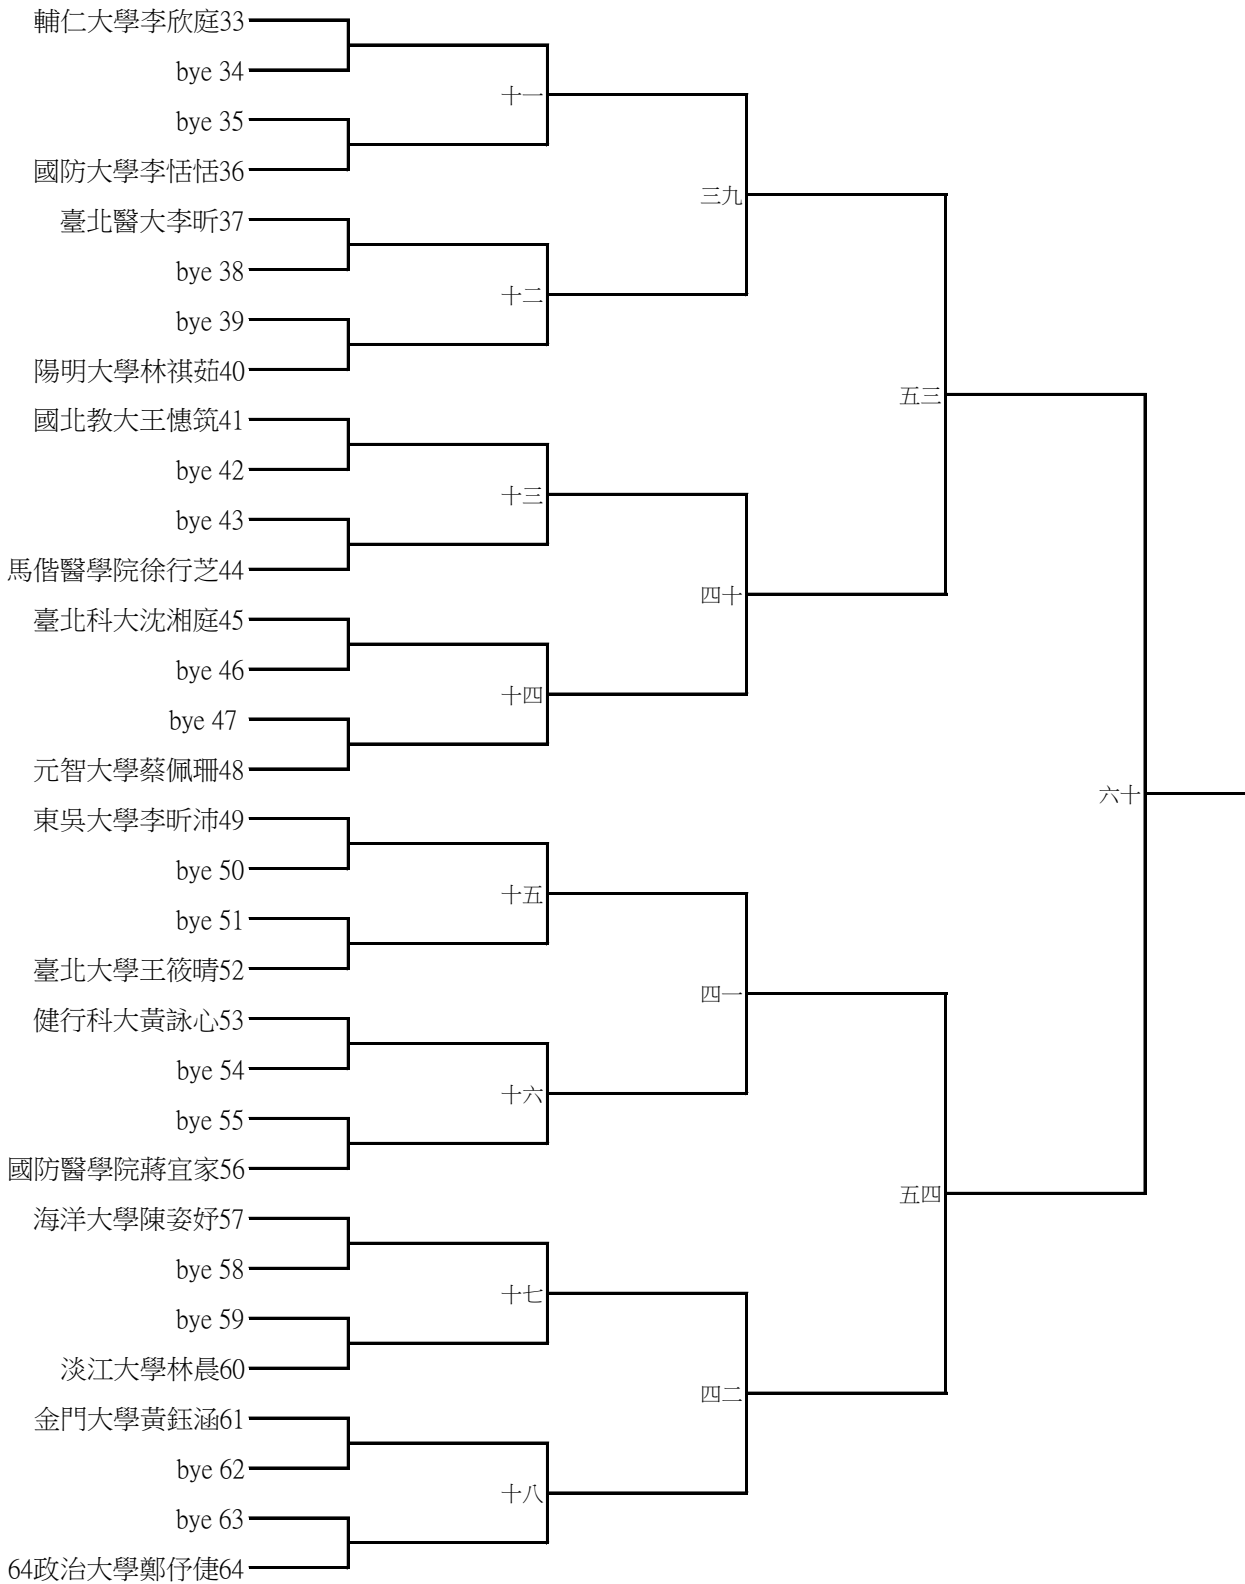 輔仁大學李欣庭33
bye 34
十一
bye 35
國防大學李恬恬36
三九
臺北醫大李昕37
bye 38
十二
bye 39
陽明大學林祺茹40
五三
國北教大王憓筑41
bye 42
十三
bye 43
馬偕醫學院徐行芝44
四十
臺北科大沈湘庭45
bye 46
十四
bye 47
元智大學蔡佩珊48
六十
東吳大學李昕沛49
bye 50
十五
bye 51
臺北大學王筱晴52
四一
健行科大黃詠心53
bye 54
十六
bye 55
國防醫學院蔣宜家56
五四
海洋大學陳姿妤57
bye 58
十七
bye 59
淡江大學林晨60
四二
金門大學黃鈺涵61
bye 62
十八
bye 63
64政治大學鄭伃倢64